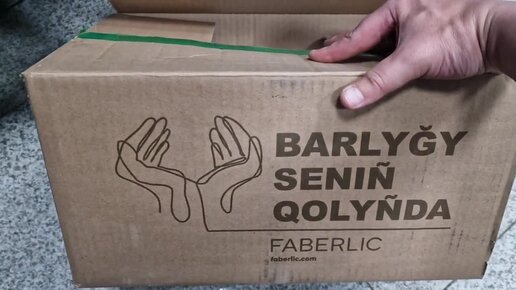 BARLYĞY
SENIÑ
QOLYÑDA
FABERLIC
faberlic.com